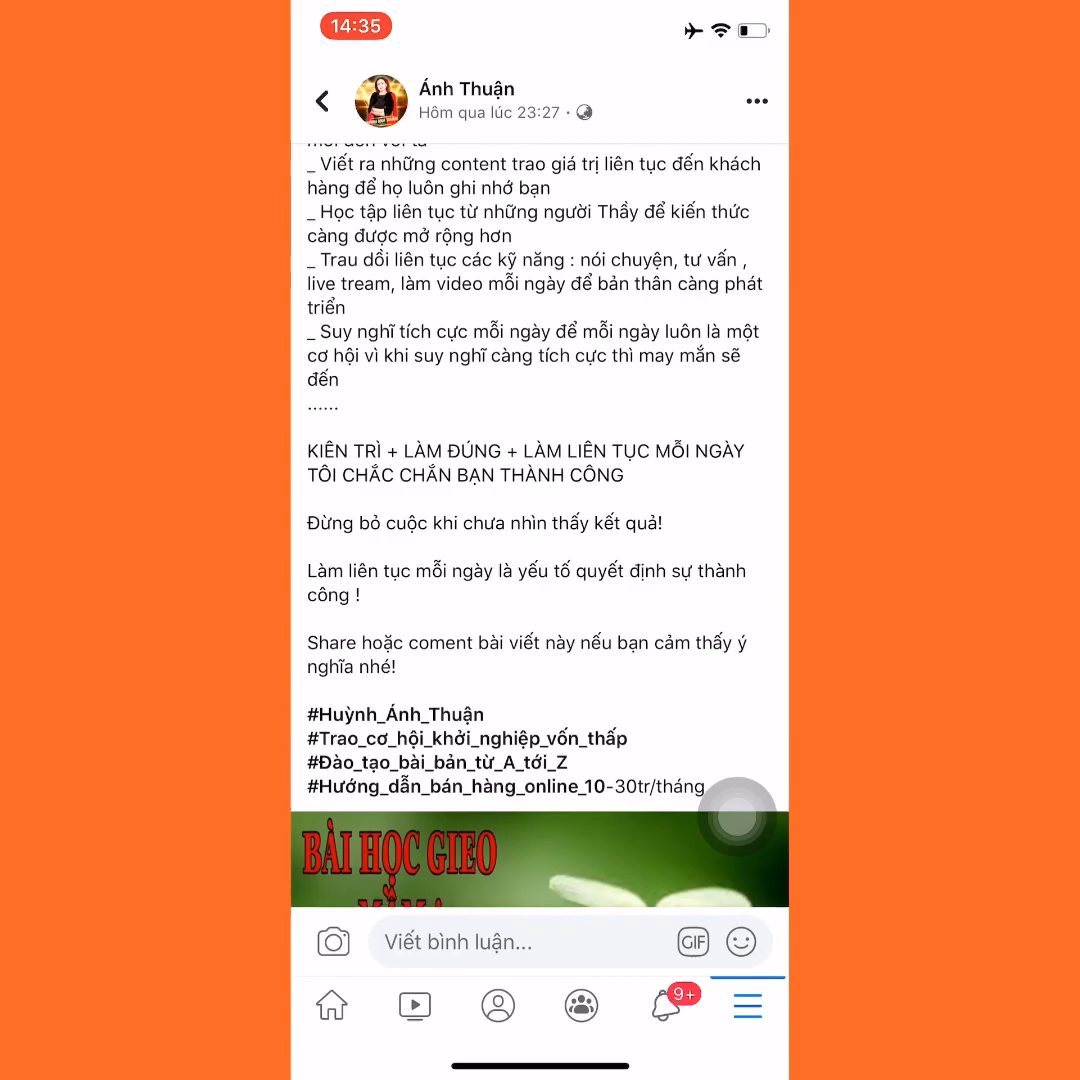 14:35
Ánh Thuận
Hôm qua lúc 23:27 ·
_ Viết ra những content trao giá trị liên tục đến khách
hàng để họ luôn ghi nhớ bạn
_ Học tập liên tục từ những người Thầy để kiến thức
càng được mở rộng hơn
_ Trau dồi liên tục các kỹ năng : nói chuyện, tư vấn ,
live tream, làm video mỗi ngày để bản thân càng phát
triển
_ Suy nghĩ tích cực mỗi ngày để mỗi ngày luôn là một
cơ hội vì khi suy nghĩ càng tích cực thì may mắn sẽ
đến
......
KIÊN TRÌ + LÀM ĐÚNG + LÀM LIÊN TỤC MỖI NGÀY
TÔI CHẮC CHẮN BẠN THÀNH CÔNG
Đừng bỏ cuộc khi chưa nhìn thấy kết quả!
Làm liên tục mỗi ngày là yếu tố quyết định sự thành
công !
Share hoặc coment bài viết này nếu bạn cảm thấy ý
nghĩa nhé!
#Huỳnh_Ánh_Thuận
#Trao_cơ_hội_khởi_nghiệp_vốn_thấp
#Đào_tạo_bài_bản_từ_A_tới_Z
#Hướng_dẫn_bán_hàng_online_10-30tr/tháng
BÀI HỌC GIEO
Viết bình luận...
GIF
9+